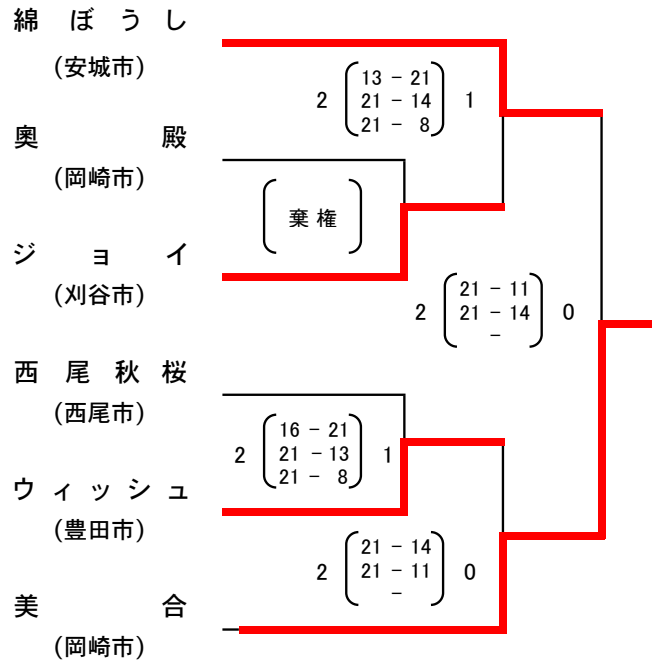 綿ぼうし
(安城市)
2 13 - 21 1
21 - 14
21 - 8
奥殿
(岡崎市)
棄権
ジョイ
(刈谷市)
2 21 - 11 0
21 - 14
-
西尾秋桜
(西尾市)
2 16 - 21 1
21 - 13
21 - 8
ウィッシュ
(豊田市)
2 21 - 14 0
21 - 11
-
美合
(岡崎市)